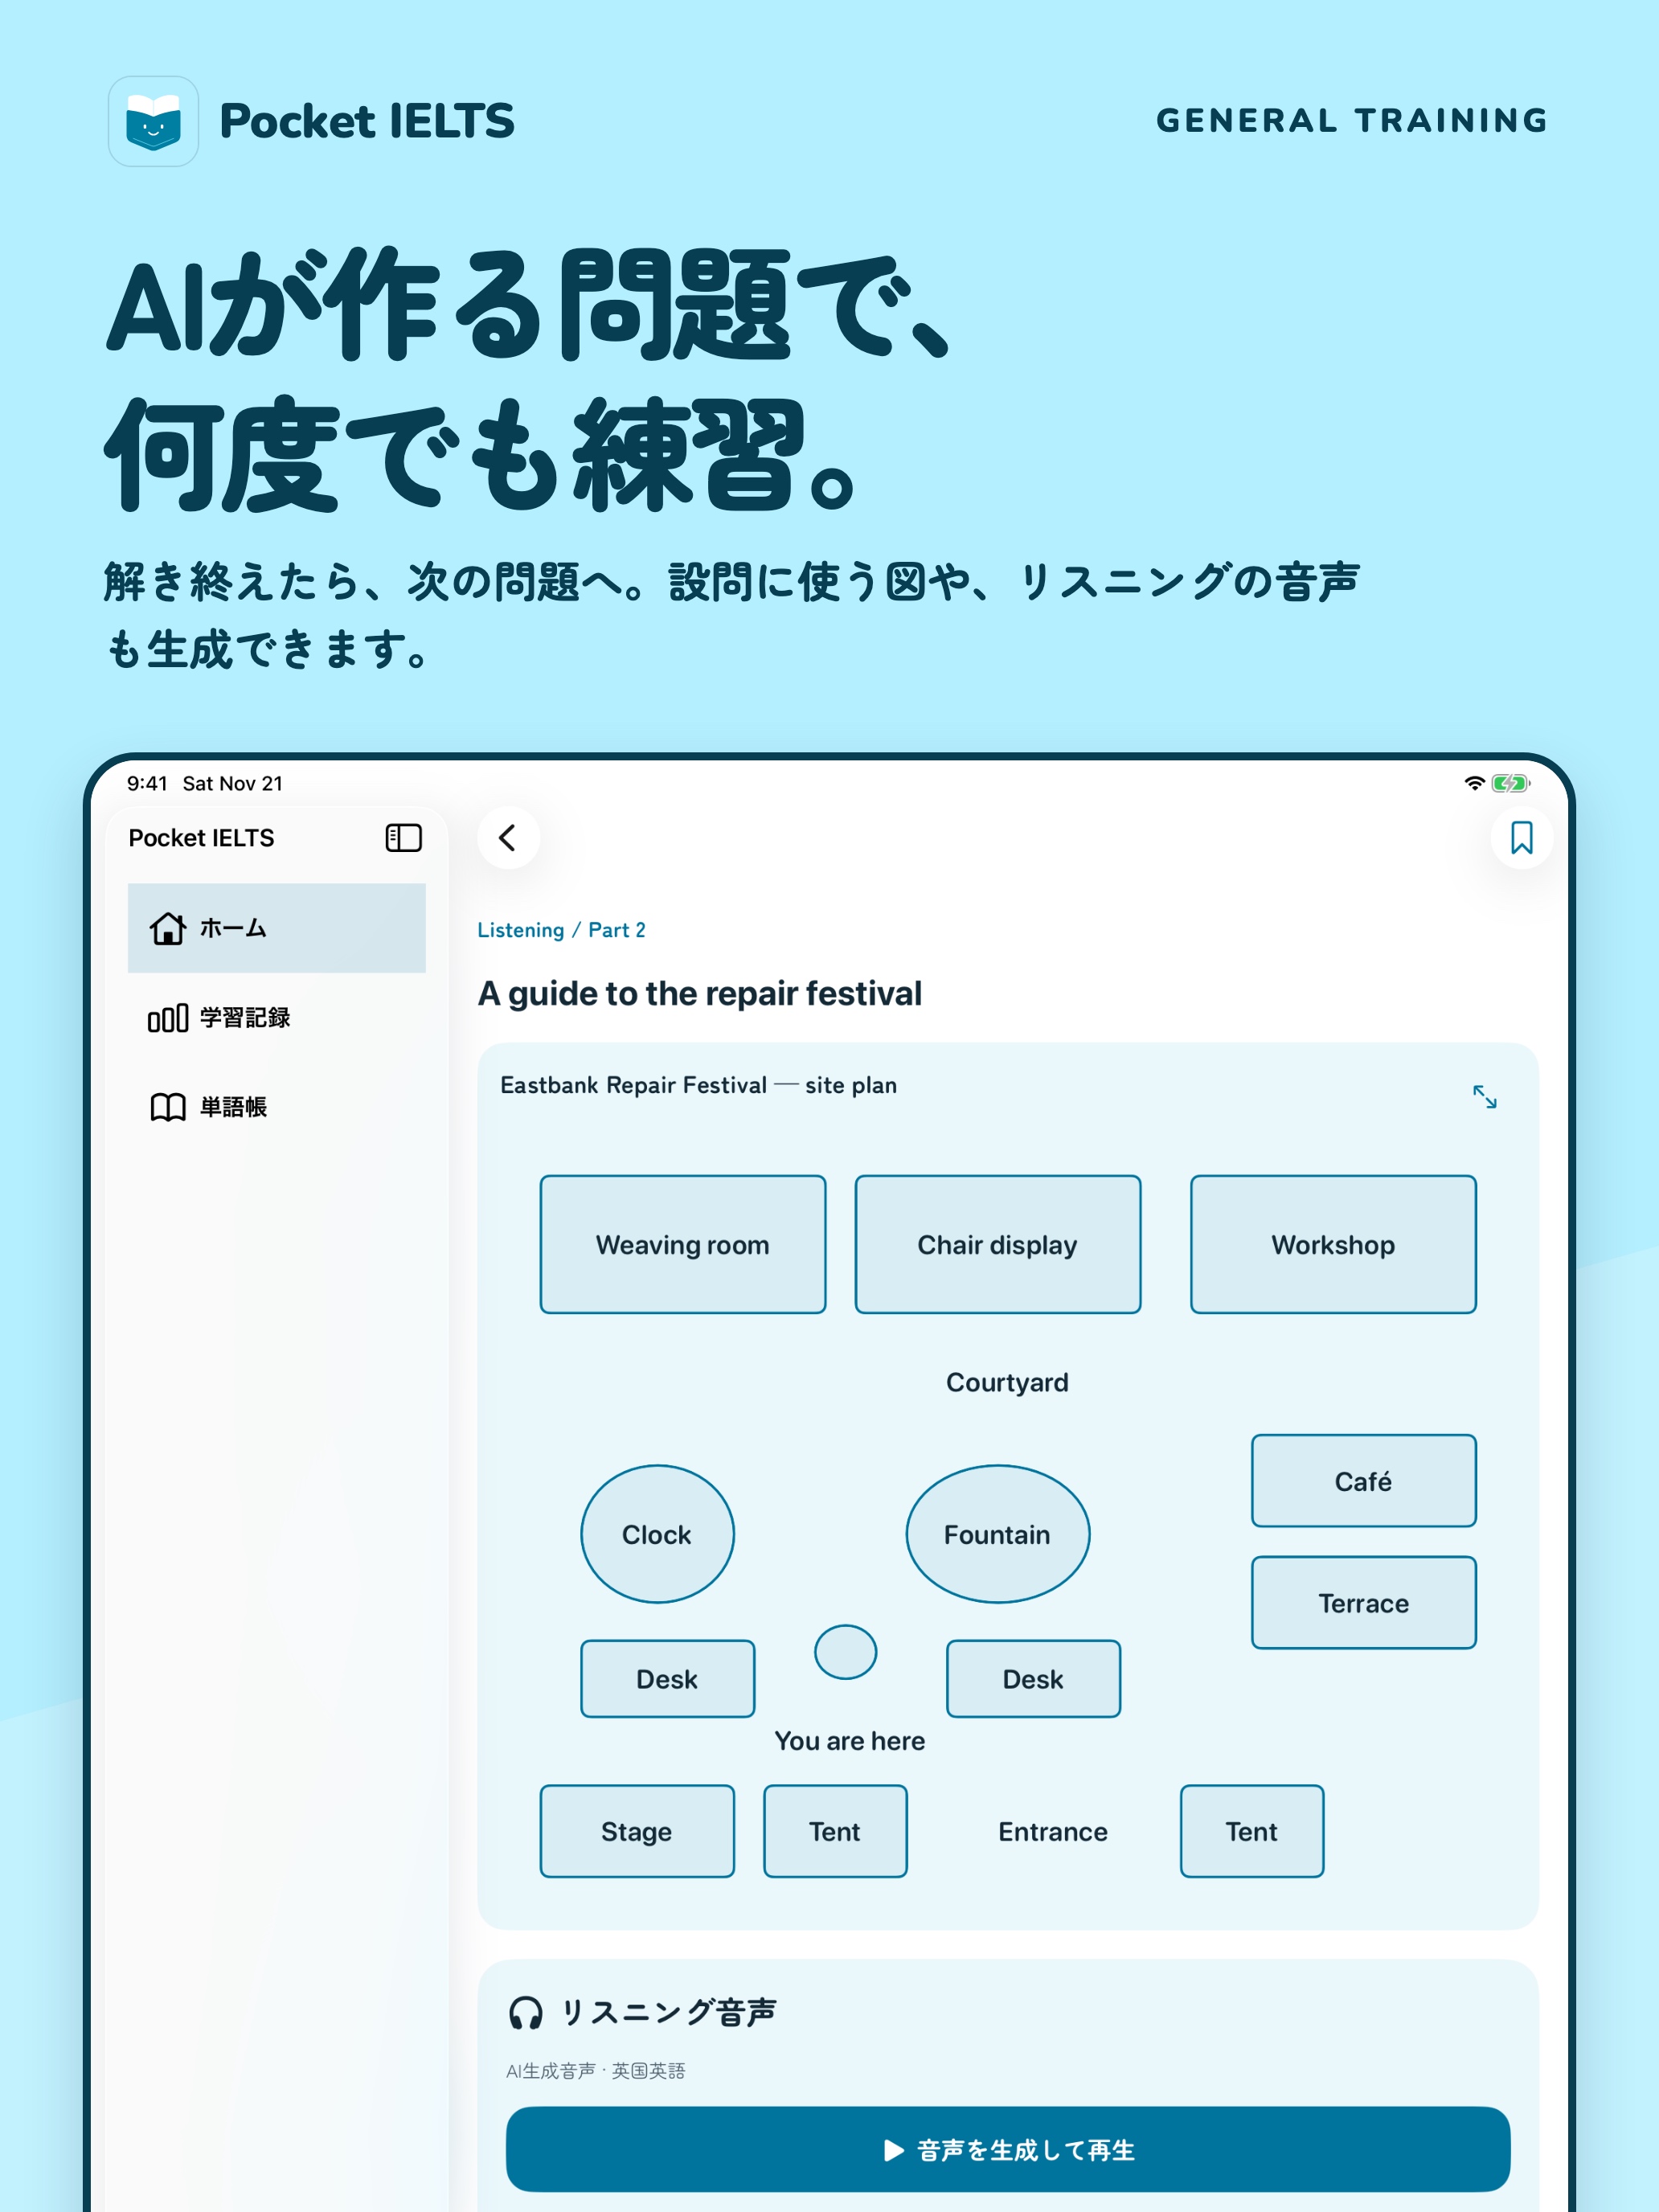 Pocket IELTS
GENERAL TRAINING
AIが作る問題で、
何度でも練習。
解き終えたら、次の問題へ。設問に使う図や、リスニングの音声
も生成できます。
9:41 Sat Nov 21
Pocket IELTS
ホーム
学習記録
単語帳
Listening / Part 2
A guide to the repair festival
Eastbank Repair Festival — site plan
Weaving room
Chair display
Workshop
Courtyard
Café
Clock
Fountain
Terrace
Desk
Desk
You are here
Stage
Tent
Entrance
Tent
リスニング音声
AI生成音声 · 英国英語
音声を生成して再生